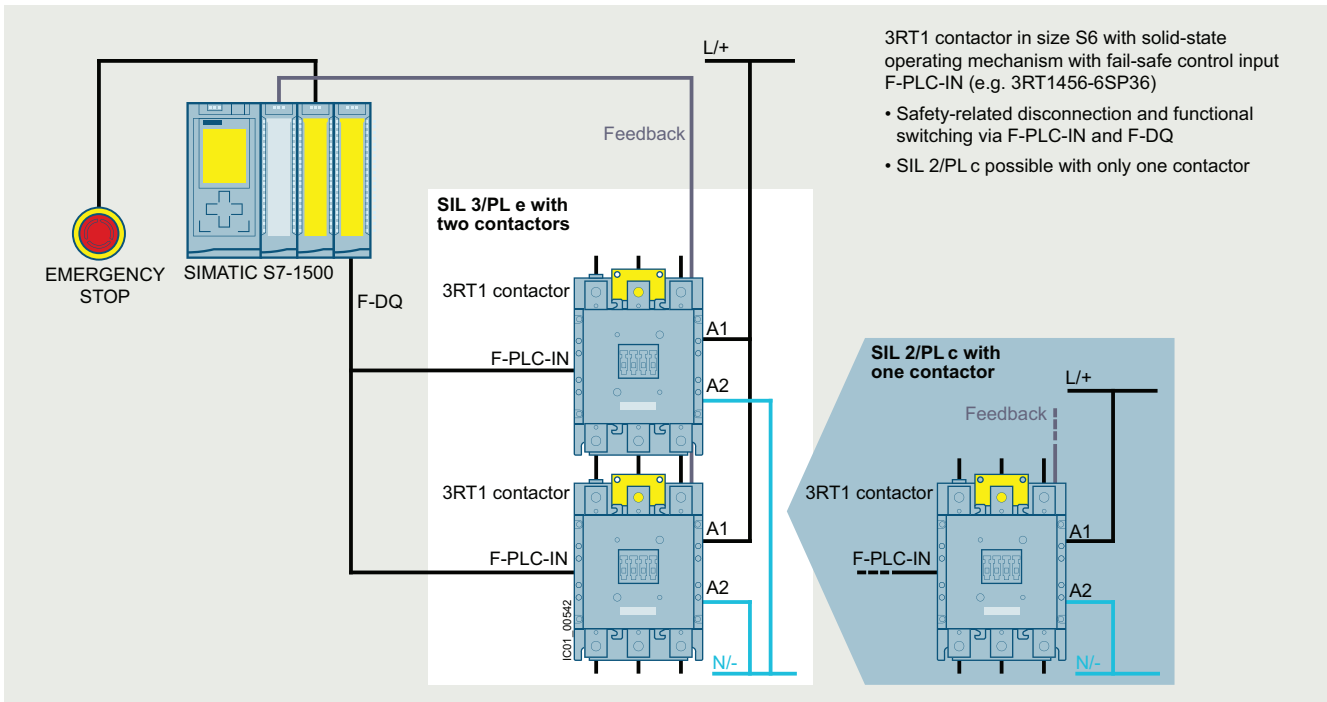 L/+
3RT1 contactor in size S6 with solid-state
operating mechanism with fail-safe control input
F-PLC-IN (e.g. 3RT1456-6SP36)
• Safety-related disconnection and functional
switching via F-PLC-IN and F-DQ
• SIL 2/PL c possible with only one contactor
Feedback
EMERGENCY
STOP
SIMATIC S7-1500
F-DQ
SIL 3/PL e with
two contactors
3RT1 contactor
A1
F-PLC-IN
A2
3RT1 contactor
A1
F-PLC-IN
A2
IC01_00542
N/-
SIL 2/PL c with
one contactor
L/+
Feedback
3RT1 contactor
A1
F-PLC-IN
A2
N/-